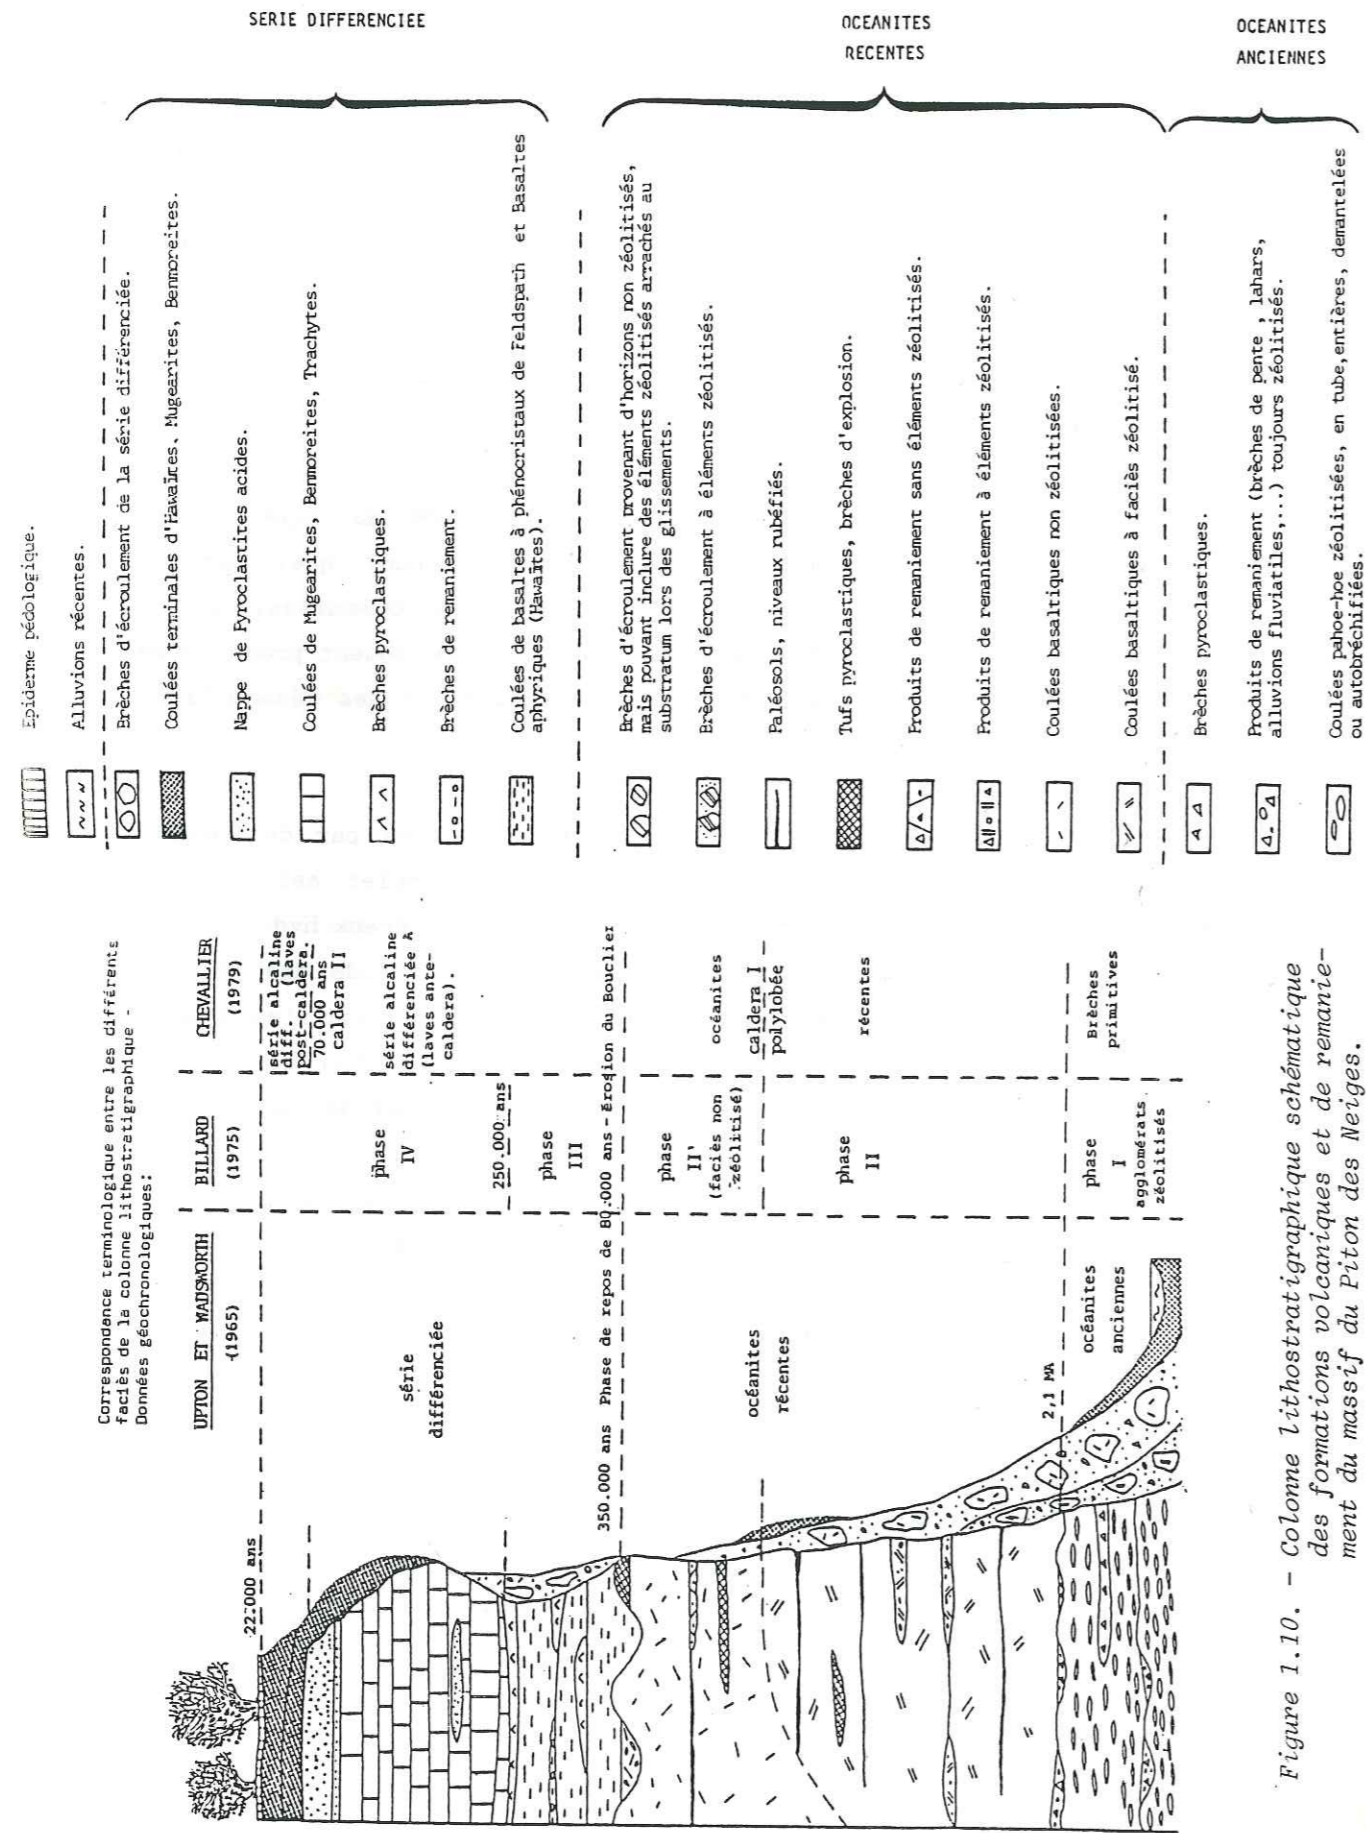 Correspondance terminologique entre les différents
faciès de la colonne lithostratigraphique -
Données géochronologiques:
UPTON ET WADSWORTH
(1965)
BILLARD
(1975)
CHEVALLIER
(1979)
22.000 ans
série
différenciée
phase
IV
250.000 ans
phase
III
série alcaline
diff. (laves
post-caldera.
70.000 ans
caldera II
série alcaline
différenciée A
(laves ante-
caldera).
350.000 ans Phase de repos de 80.000 ans - Érosion du Bouclier
océanites
récentes
phase
II'
(faciès non
zéolitisé)
phase
II
océanites
caldera I
polylobée
récentes
2,1 MA
océanites
anciennes
phase
I
agglomérats
zéolitisés
Brèches
primitives
Epiderme pédologique.
Alluvions récentes.
SERIE DIFFERENCIEE
Brèches d'écroulement de la série différenciée.
Coulées terminales d'Hawaïtes. Mugearites, Benmoreites.
Nappe de Pyroclastites acides.
Coulées de Mugearites, Benmoreites, Trachytes.
Brèches pyroclastiques.
Brèches de remaniement.
Coulées de basaltes à phénocristaux de Feldspath et Basaltes
aphyriques (Hawaïtes).
OCEANITES
RECENTES
Brèches d'écroulement provenant d'horizons non zéolitisés,
mais pouvant inclure des éléments zéolitisés arrachés au
substratum lors des glissements.
Brèches d'écroulement à éléments zéolitisés.
Paléosols, niveaux rubéfiés.
Tufs pyroclastiques, brèches d'explosion.
Produits de remaniement sans éléments zéolitisés.
Produits de remaniement à éléments zéolitisés.
Coulées basaltiques non zéolitisées.
Coulées basaltiques à faciès zéolitisé.
OCEANITES
ANCIENNES
Brèches pyroclastiques.
Produits de remaniement (brèches de pente , lahars,
alluvions fluviatiles,...) toujours zéolitisés.
Coulées pahoe-hoe zéolitisées, en tube, entières, demantelées
ou autobréchifiées.
Figure 1.10. - Colonne lithostratigraphique schématique
des formations volcaniques et de remanie-
ment du massif du Piton des Neiges.